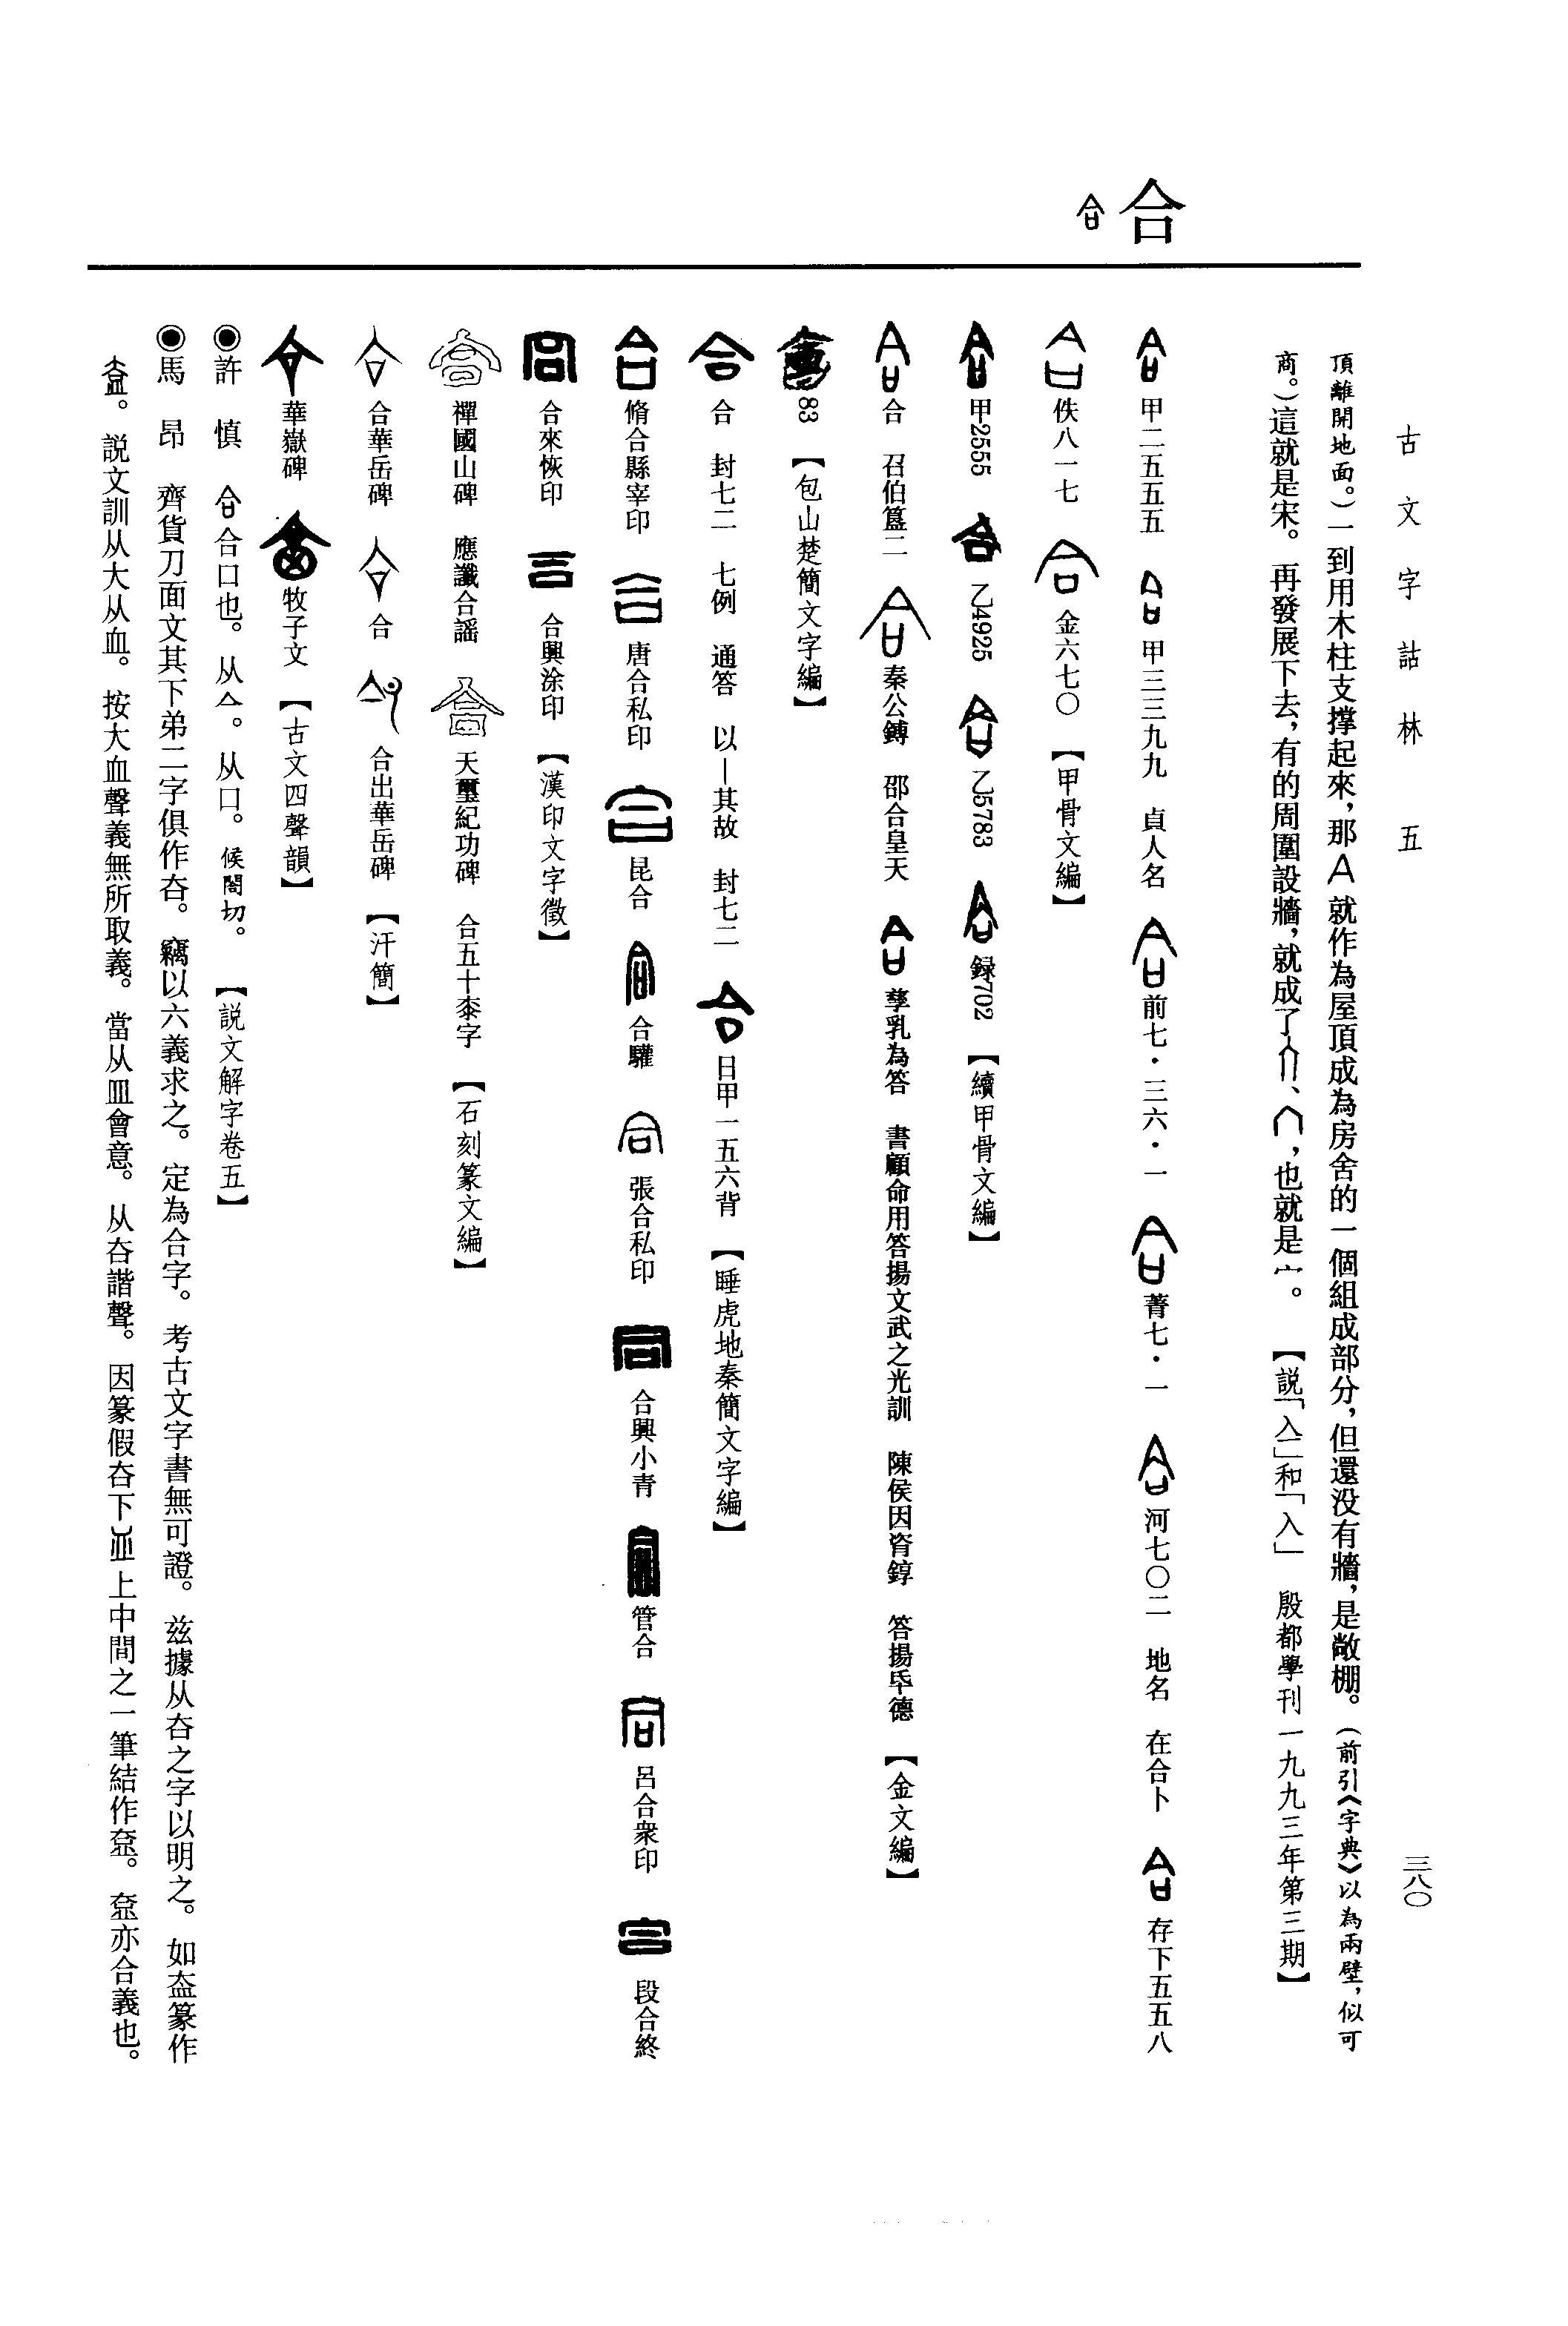 古文字詁林 五
三八〇
合
頂離開地面。）一到用木柱支撐起來，那就作為屋頂成為房舍的一個組成部分，但還没有牆，是敞棚。（前引《字典》以為兩壁，似可
商。）這就是宋。再發展下去，有的周圍設牆，就成了、，也就是宀。【説「亼」和「入」 殷都學刊一九九三年第三期】
甲二五五五 甲三三九九 貞人名 前七·三六·一 菁七·一 河七〇二 地名 在合卜 存下五五八
佚八一七 金六七〇 【甲骨文編】
甲2555 乙4925 乙5783 録702 【續甲骨文編】
合 召伯簋二 秦公鎛 邵合皇天 孳乳為答 書顧命用答揚文武之光訓 陳侯因𬱖錞 答揚氒德 【金文編】
83 【包山楚簡文字編】
合 封七二 七例 通答 以—其故 封七二 日甲一五六背 【睡虎地秦簡文字編】
脩合縣宰印 唐合私印 昆合 合驩 張合私印 合興小青 管合 呂合衆印 段合終
合來恢印 合興涂印 【漢印文字徵】
禪國山碑 應讖合謡 天璽紀功碑 合五十桼字 【石刻篆文編】
合華岳碑 合 合出華岳碑 【汗簡】
華嶽碑 牧子文 【古文四聲韻】
◉許 慎 合口也。从亼。从口。候閤切。 【説文解字卷五】
◉馬 昂 齊貨刀面文其下弟二字俱作㕣。竊以六義求之。定為合字。考古文字書無可證。兹據从㕣之字以明之。如盇篆作
。説文訓从大从血。按大血聲義無所取義。當从皿會意。从㕣諧聲。因篆假㕣下上中間之一筆結作。亦合義也。